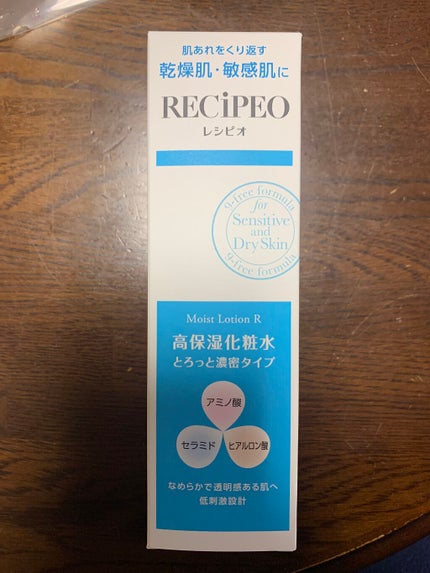 肌あれをくり返す
乾燥肌・敏感肌に
RECiPEO
レシピオ
9-free formula
for
Sensitive
and
Dry Skin
9-free formula
Moist Lotion R
高保湿化粧水
とろっと濃密タイプ
アミノ酸
セラミド ヒアルロン酸
なめらかで透明感ある肌へ
低刺激設計